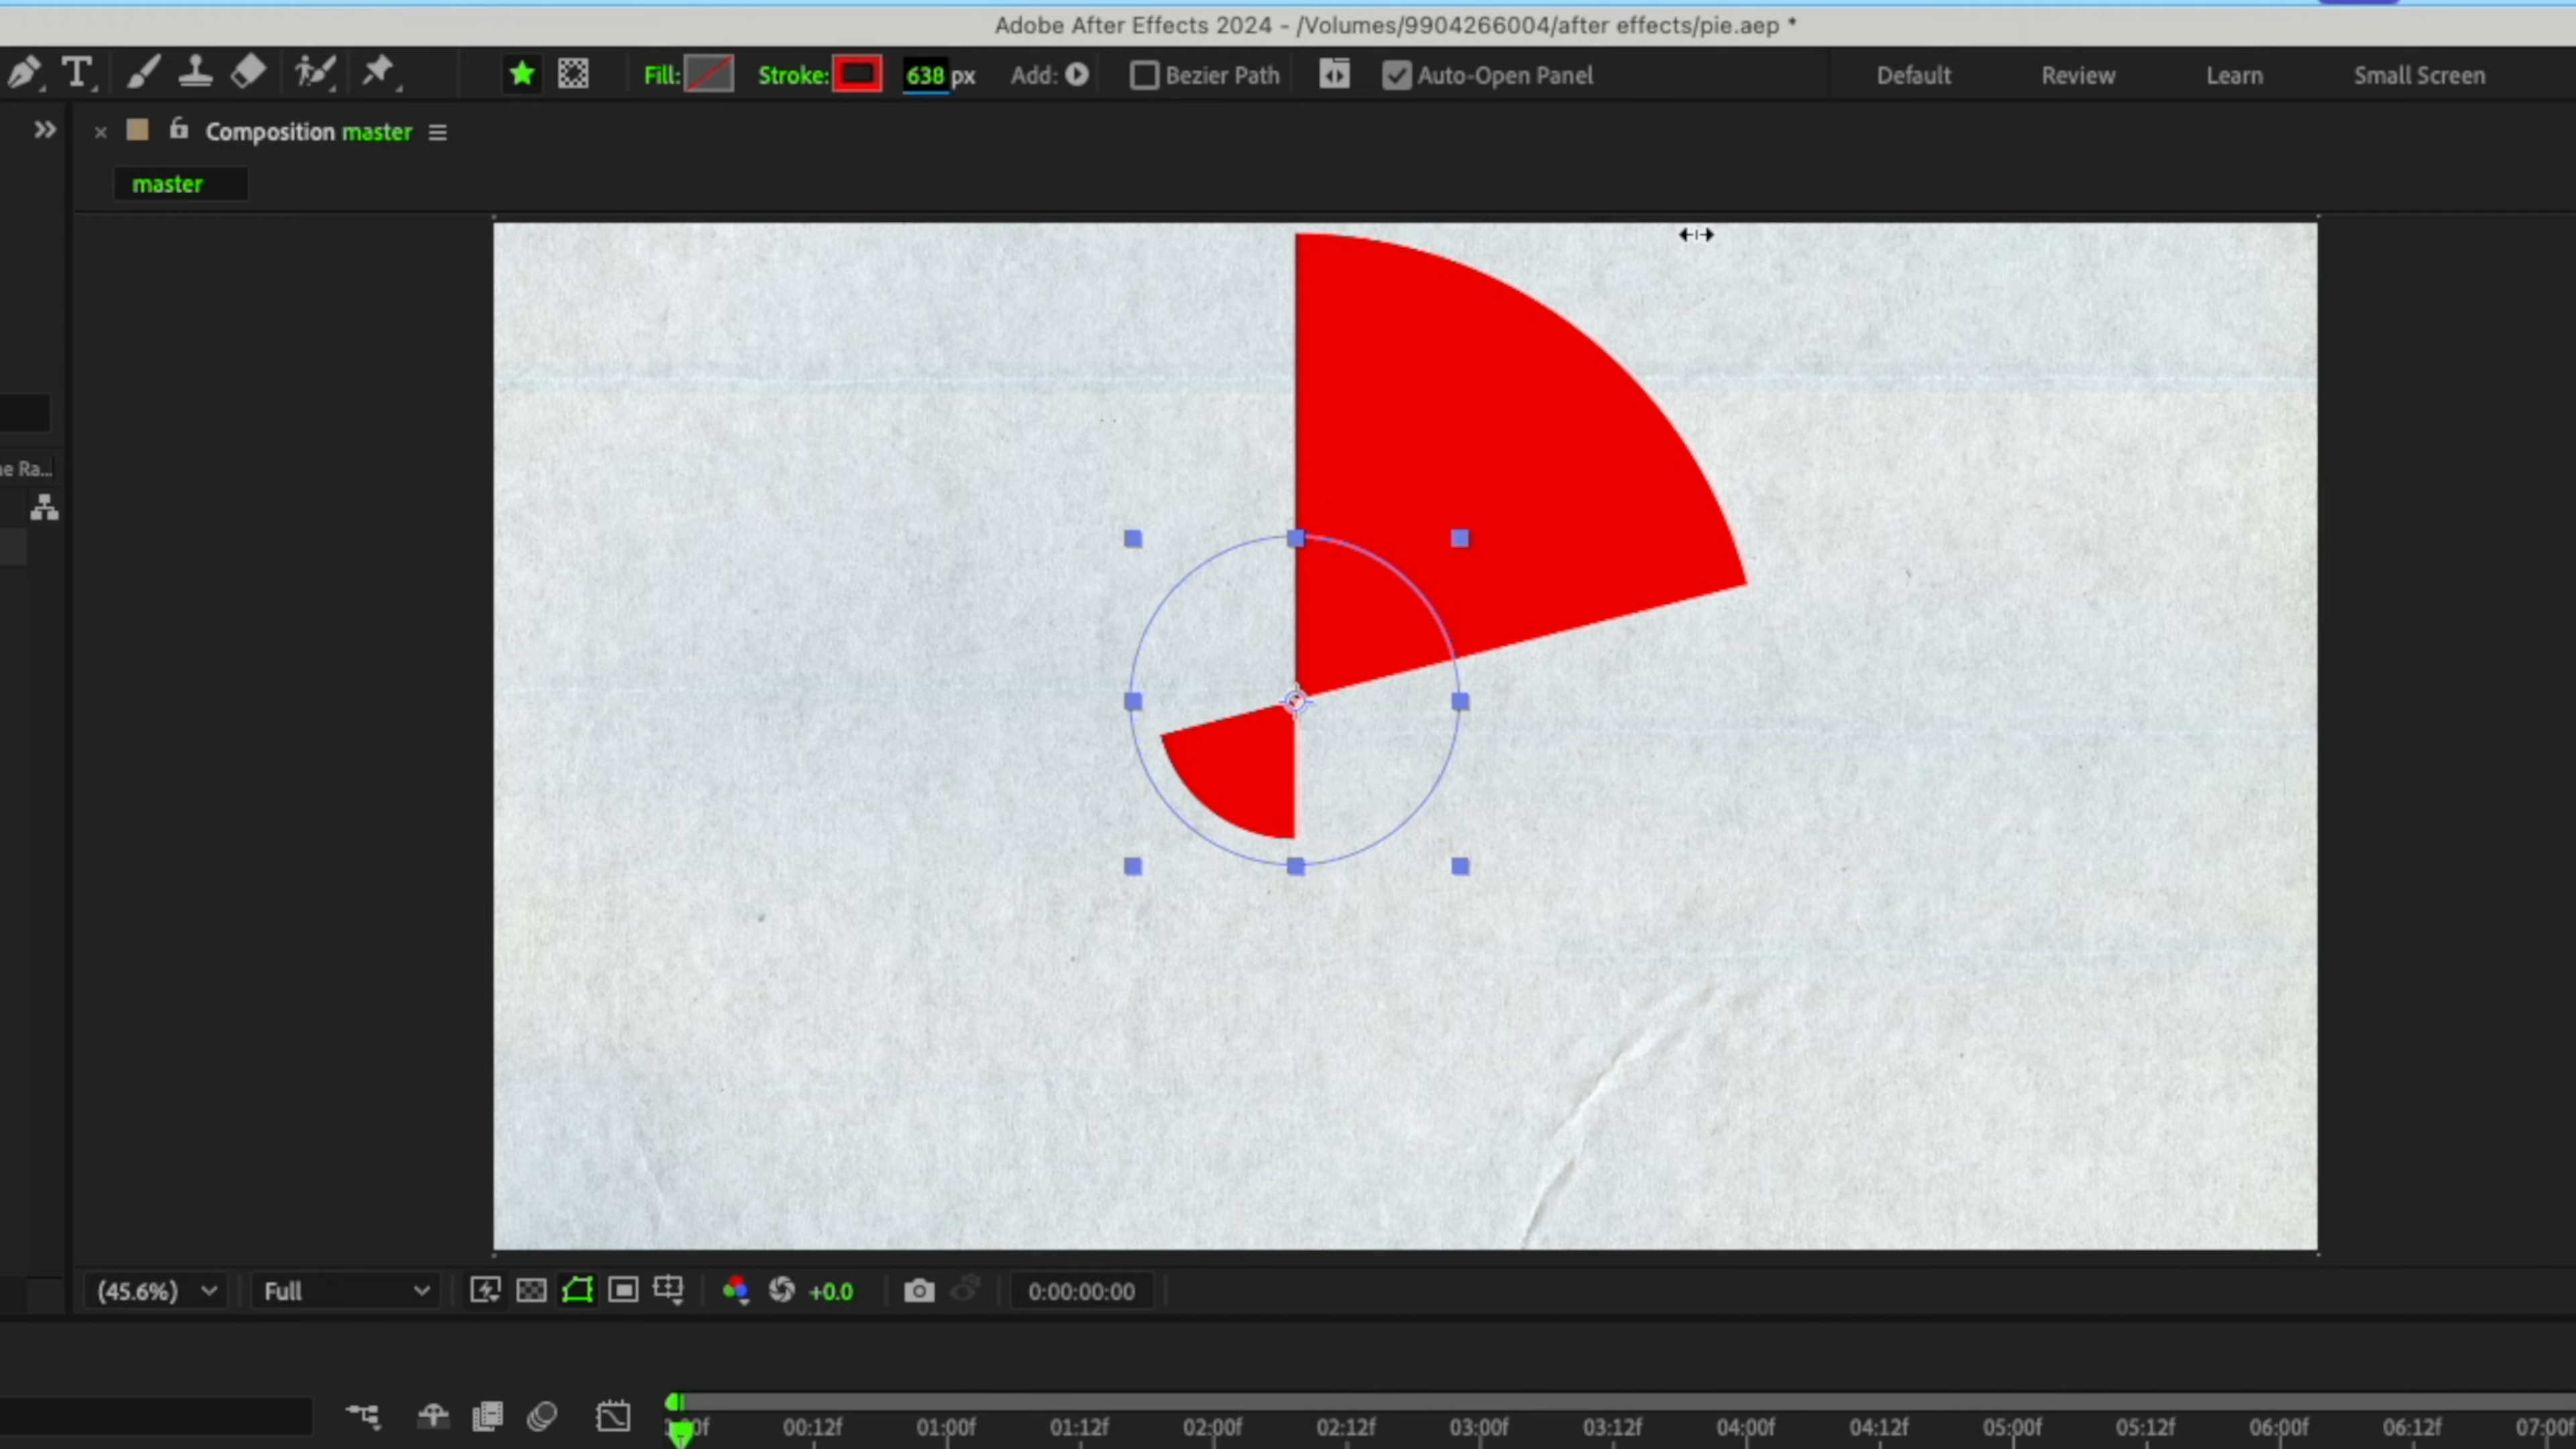 Adobe After Effects 2024 - /Volumes/9904266004/after effects/pie.aep *
T Fill: Stroke: 638 px Add: Bezier Path Auto-Open Panel Default Review Learn Small Screen
Composition master
master
e Ra...
(45.6%) Full +0.0 0:00:00:00
00f 00:12f 01:00f 01:12f 02:00f 02:12f 03:00f 03:12f 04:00f 04:12f 05:00f 05:12f 06:00f 06:12f 07:00